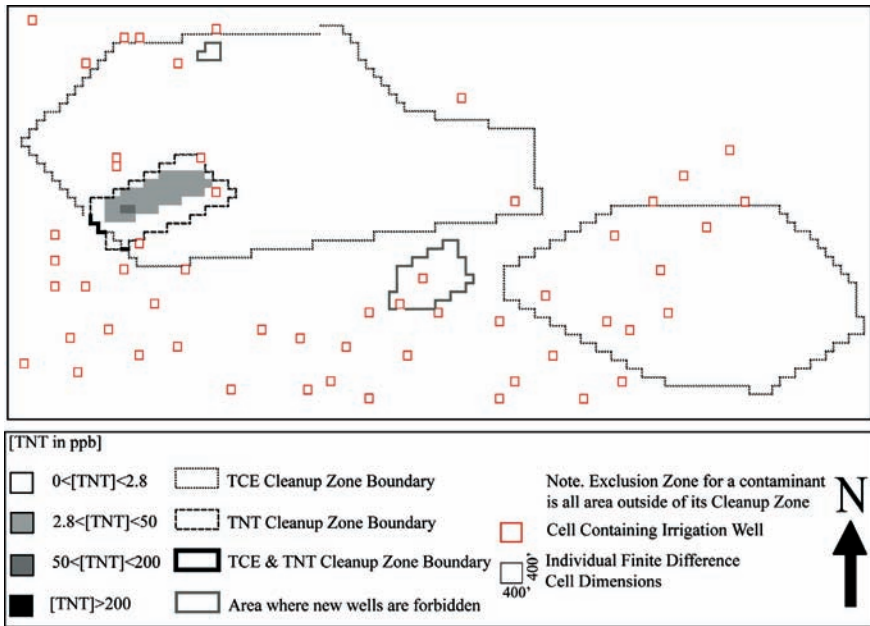 [TNT in ppb]
0<[TNT]<2.8
2.8<[TNT]<50
50<[TNT]<200
[TNT]>200
TCE Cleanup Zone Boundary
TNT Cleanup Zone Boundary
TCE & TNT Cleanup Zone Boundary
Area where new wells are forbidden
Note. Exclusion Zone for a contaminant
is all area outside of its Cleanup Zone
Cell Containing Irrigation Well
Individual Finite Difference
Cell Dimensions
400'
400'
N